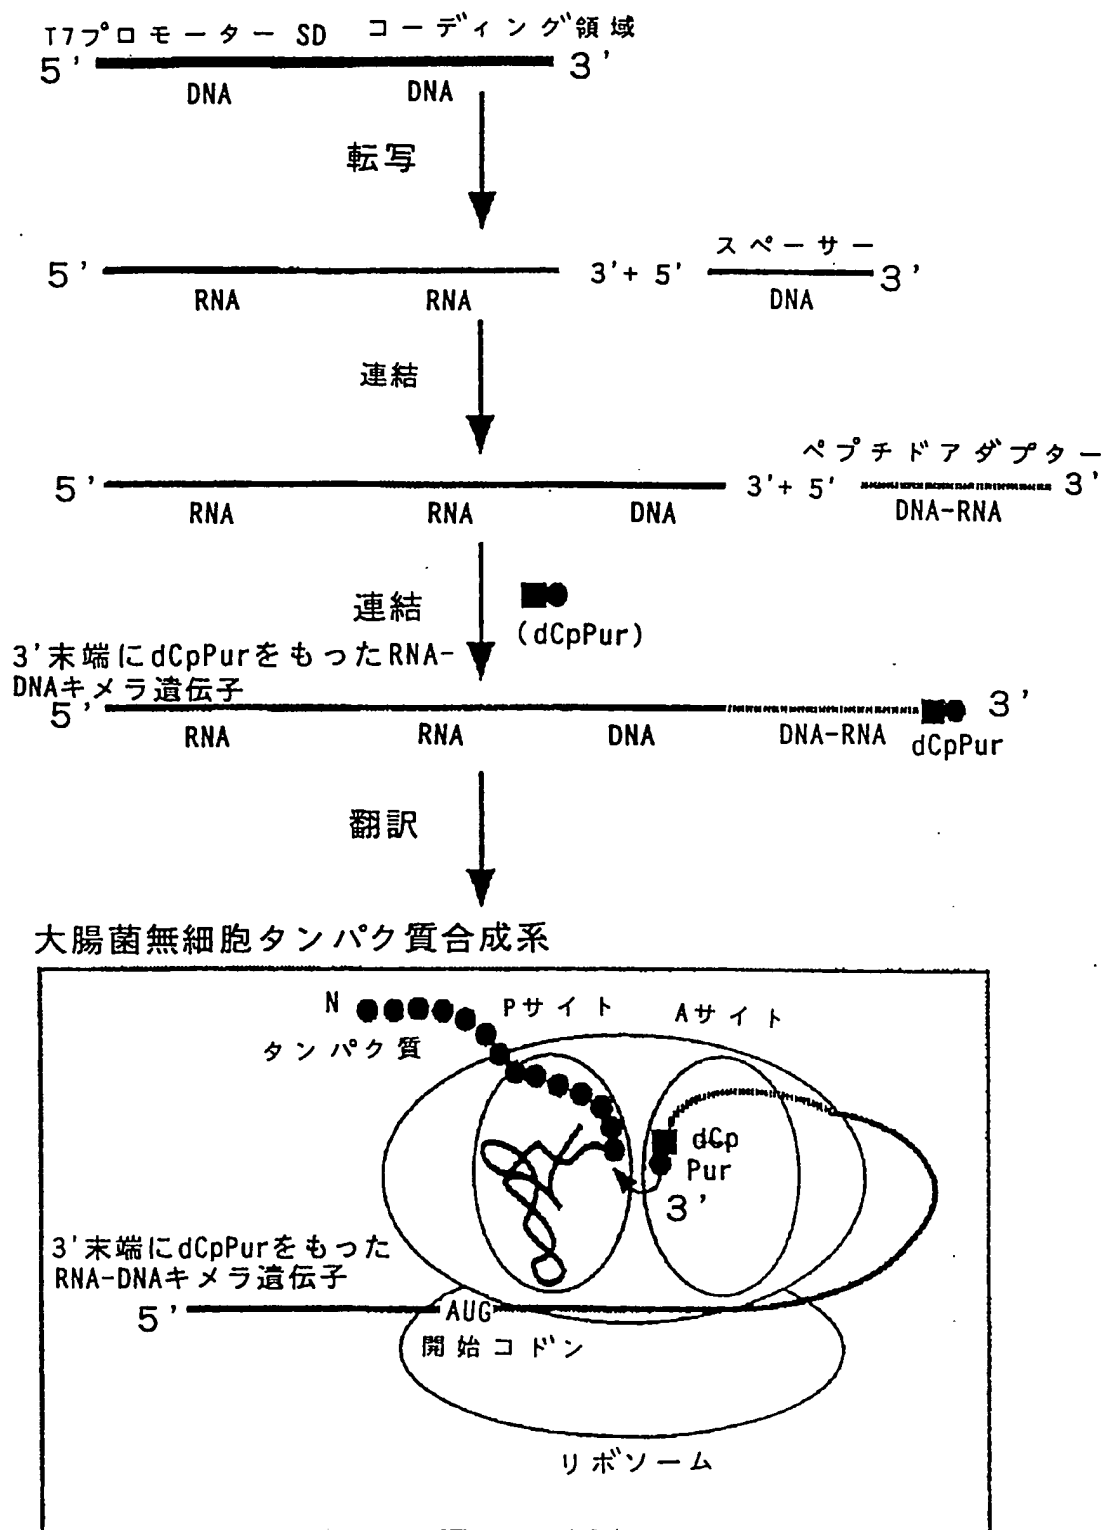 T7プロモーター SD コーディング領域
5' 3'
DNA DNA
転写
スペーサー
5' 3'+ 5' 3'
RNA RNA DNA
連結
ペプチドアダプター
5' 3'+ 5' 3'
RNA RNA DNA DNA-RNA
連結
(dCpPur)
3'末端にdCpPurをもったRNA-
DNAキメラ遺伝子
5' 3'
RNA RNA DNA DNA-RNA dCpPur
翻訳
大腸菌無細胞タンパク質合成系
N Pサイト Aサイト
タンパク質
dCp
Pur
3'
3'末端にdCpPurをもった
RNA-DNAキメラ遺伝子
5' AUG
開始コドン
リボソーム